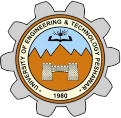 UNIVERSITY OF ENGINEERING & TECHNOLOGY PESHAWAR
1980